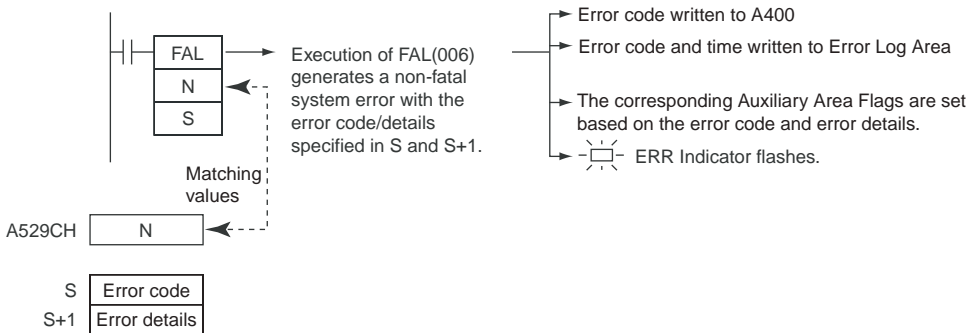 FAL
N
S
Execution of FAL(006)
generates a non-fatal
system error with the
error code/details
specified in S and S+1.
Error code written to A400
Error code and time written to Error Log Area
The corresponding Auxiliary Area Flags are set
based on the error code and error details.
ERR Indicator flashes.
Matching
values
A529CH N
S Error code
S+1 Error details